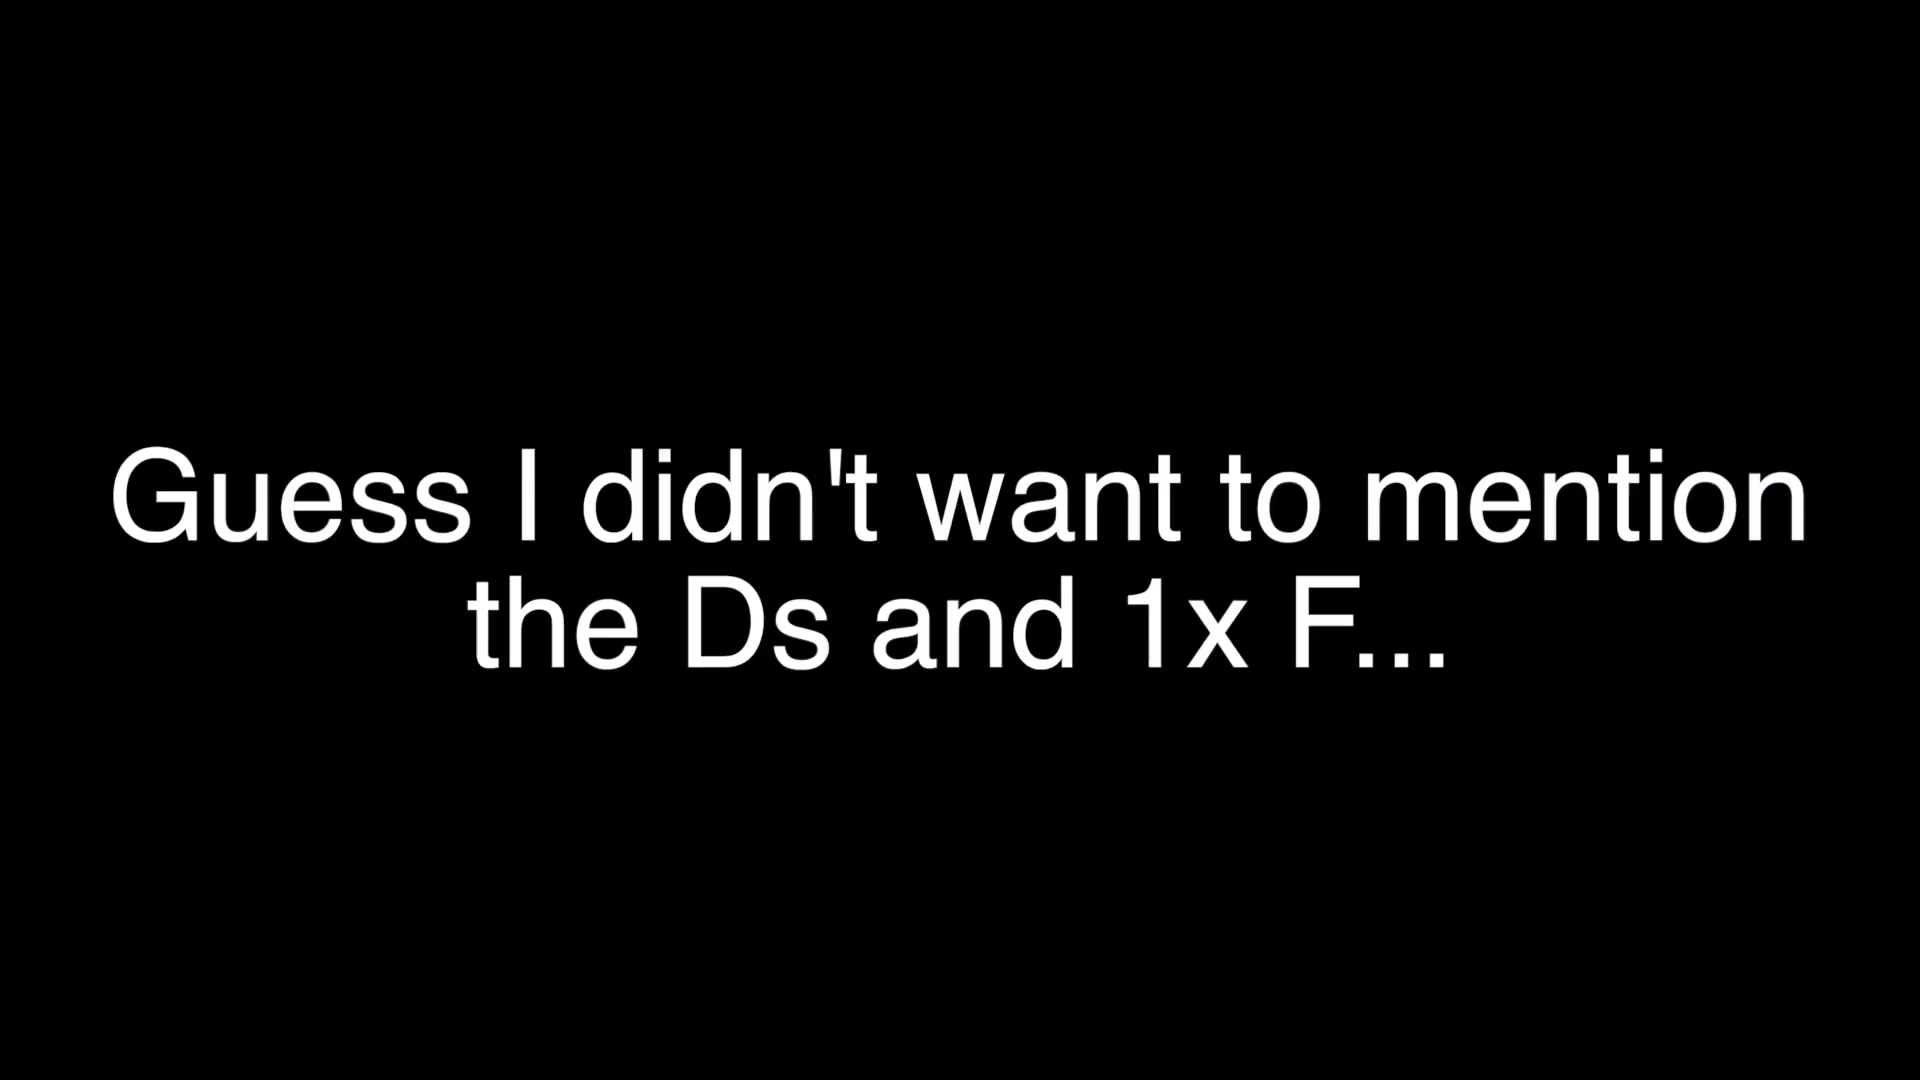 Guess I didn't want to mention
the Ds and 1x F...